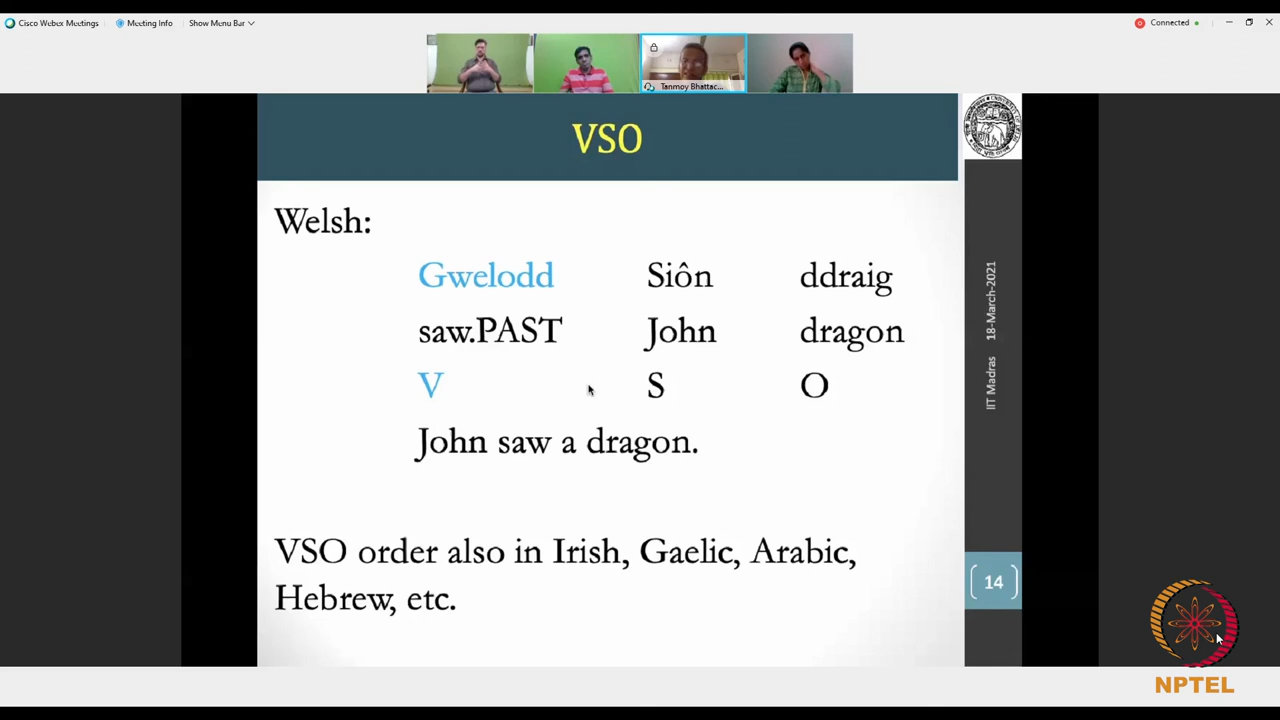 Cisco Webex Meetings
Meeting Info
Show Menu Bar
Connected
Tanmoy Bhattac...
VSO
Welsh:
Gwelodd Siôn ddraig
saw.PAST John dragon
V S O
John saw a dragon.
VSO order also in Irish, Gaelic, Arabic,
Hebrew, etc.
IIT Madras 18-March-2021
14
NPTEL